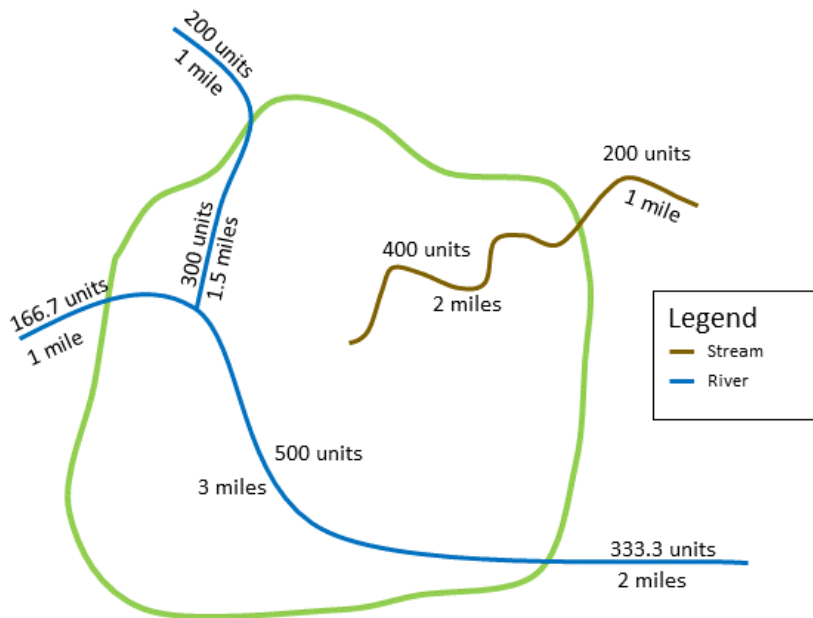 200 units
1 mile
200 units
1 mile
300 units
1.5 miles
400 units
2 miles
166.7 units
1 mile
Legend
Stream
River
500 units
3 miles
333.3 units
2 miles